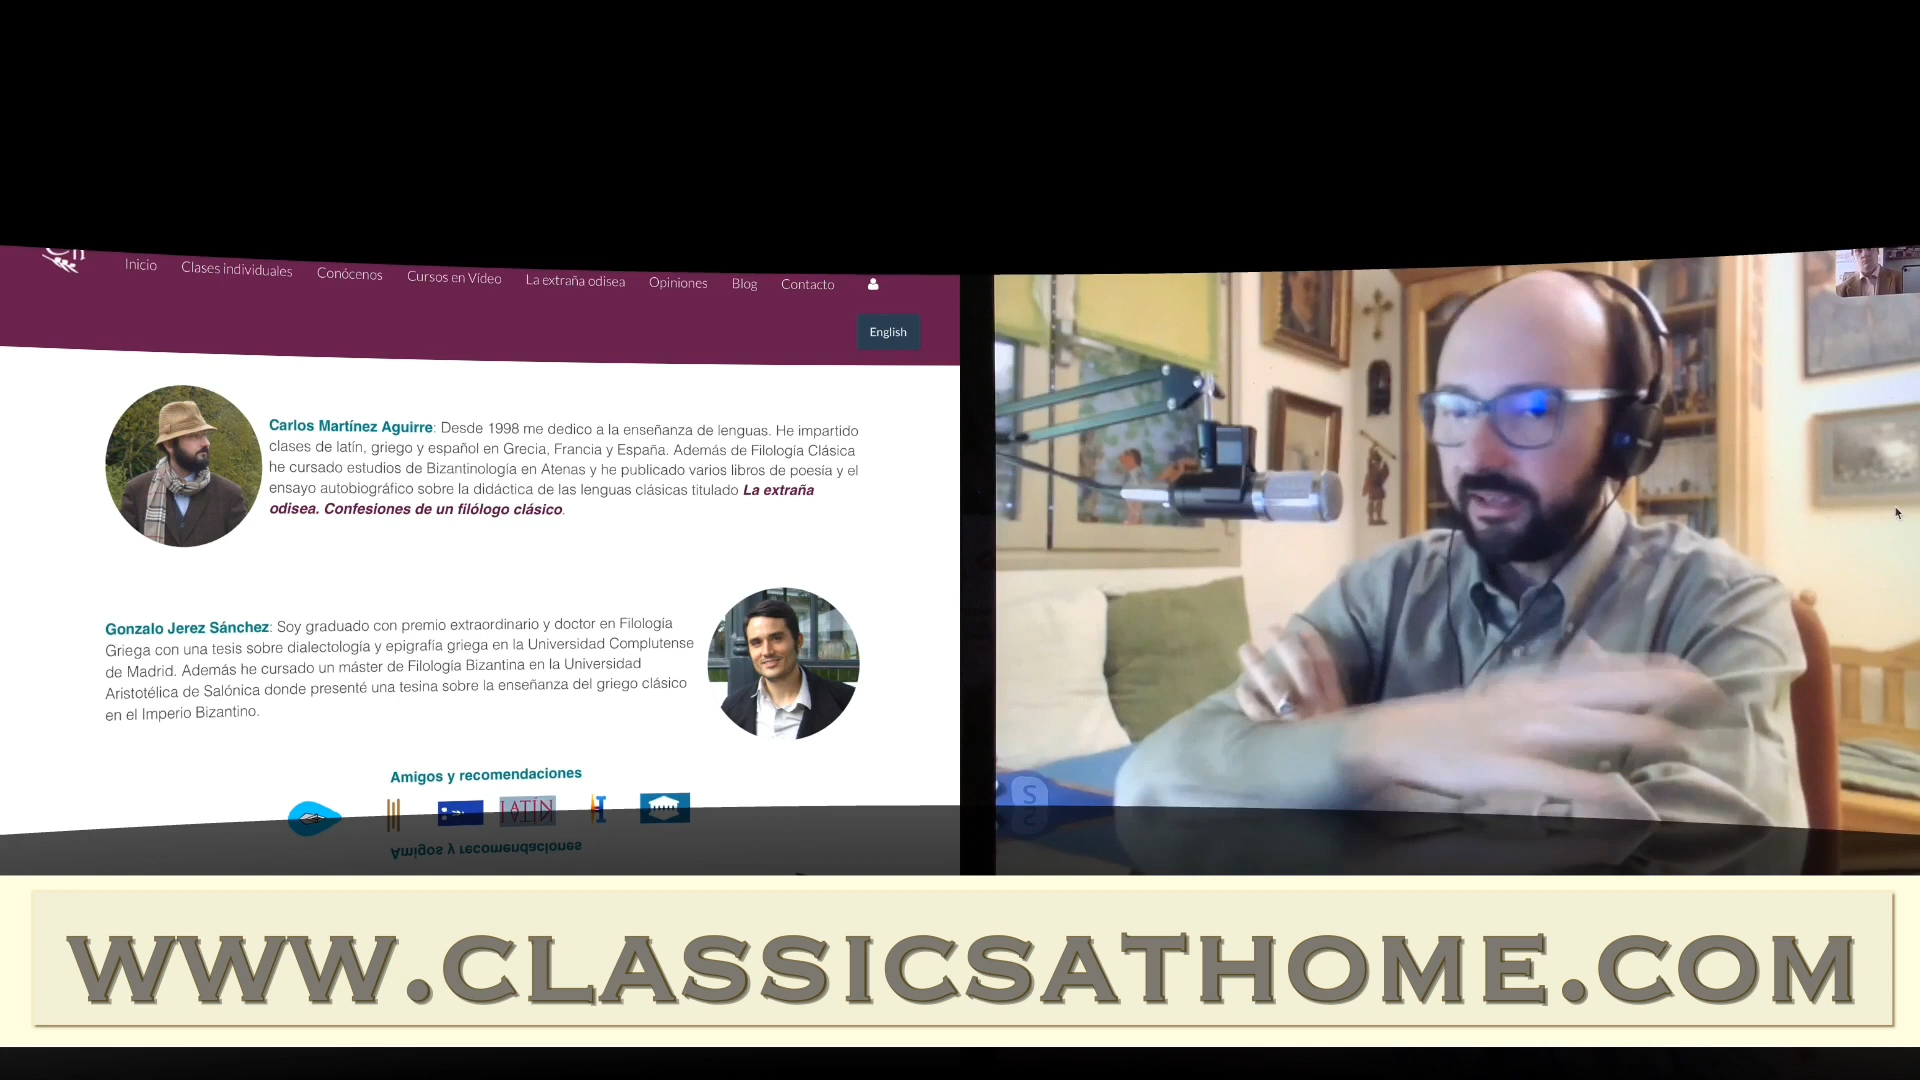 Inicio Clases individuales Conócenos Cursos en Vídeo La extraña odisea Opiniones Blog Contacto
English
Carlos Martínez Aguirre: Desde 1998 me dedico a la enseñanza de lenguas. He impartido
clases de latín, griego y español en Grecia, Francia y España. Además de Filología Clásica
he cursado estudios de Bizantinología en Atenas y he publicado varios libros de poesía y el
ensayo autobiográfico sobre la didáctica de las lenguas clásicas titulado La extraña
odisea. Confesiones de un filólogo clásico.
Gonzalo Jerez Sánchez: Soy graduado con premio extraordinario y doctor en Filología
Griega con una tesis sobre dialectología y epigrafía griega en la Universidad Complutense
de Madrid. Además he cursado un máster de Filología Bizantina en la Universidad
Aristotélica de Salónica donde presenté una tesina sobre la enseñanza del griego clásico
en el Imperio Bizantino.
Amigos y recomendaciones
LATÍN
Amigos y recomendaciones
S
WWW.CLASSICSATHOME.COM